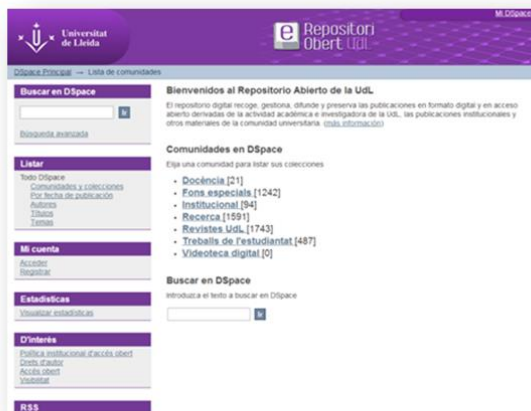 Mi DSpace
Universitat
de Lleida
e Repositori
Obert UdL
DSpace Principal → Lista de comunidades
Buscar en DSpace
Ir
Búsqueda avanzada
Listar
Todo DSpace
Comunidades y colecciones
Por fecha de publicación
Autores
Títulos
Temas
Mi cuenta
Acceder
Registrar
Estadísticas
Visualizar estadísticas
D'interès
Política institucional d'accés obert
Drets d'autor
Accés obert
Visibilitat
RSS
Bienvenidos al Repositorio Abierto de la UdL
El repositorio digital recoge, gestiona, difunde y preserva las publicaciones en formato digital y en acceso
abierto derivadas de la actividad académica e investigadora de la UdL, las publicaciones institucionales y
otros materiales de la comunidad universitaria. (más información)
Comunidades en DSpace
Elija una comunidad para listar sus colecciones
Docència [21]
Fons especials [1242]
Institucional [94]
Recerca [1591]
Revistes UdL [1743]
Treballs de l'estudiantat [487]
Videoteca digital [0]
Buscar en DSpace
Introduzca el texto a buscar en DSpace
Ir